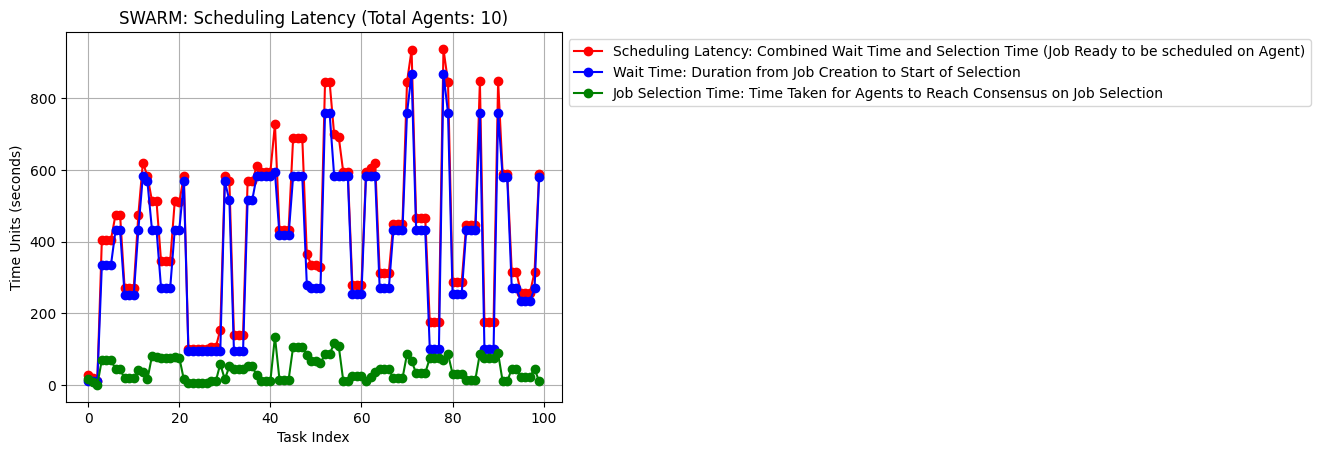 SWARM: Scheduling Latency (Total Agents: 10)
Scheduling Latency: Combined Wait Time and Selection Time (Job Ready to be scheduled on Agent)
Wait Time: Duration from Job Creation to Start of Selection
Job Selection Time: Time Taken for Agents to Reach Consensus on Job Selection
Time Units (seconds)
800
600
400
200
0
0 20 40 60 80 100
Task Index